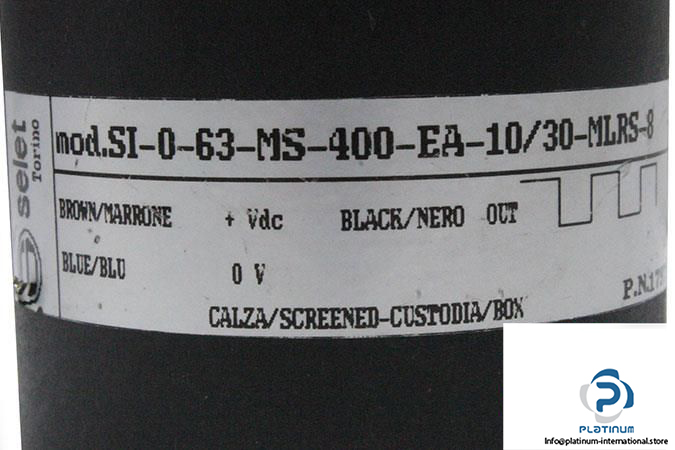 selet
Torino
mod.SI-0-63-MS-400-EA-10/30-MLRS-8
BROWN/MARRONE + Vdc BLACK/NERO OUT
BLUE/BLU 0 V
P.N.
CALZA/SCREENED-CUSTODIA/BOX
PLATINUM
Info@platinum-international.store